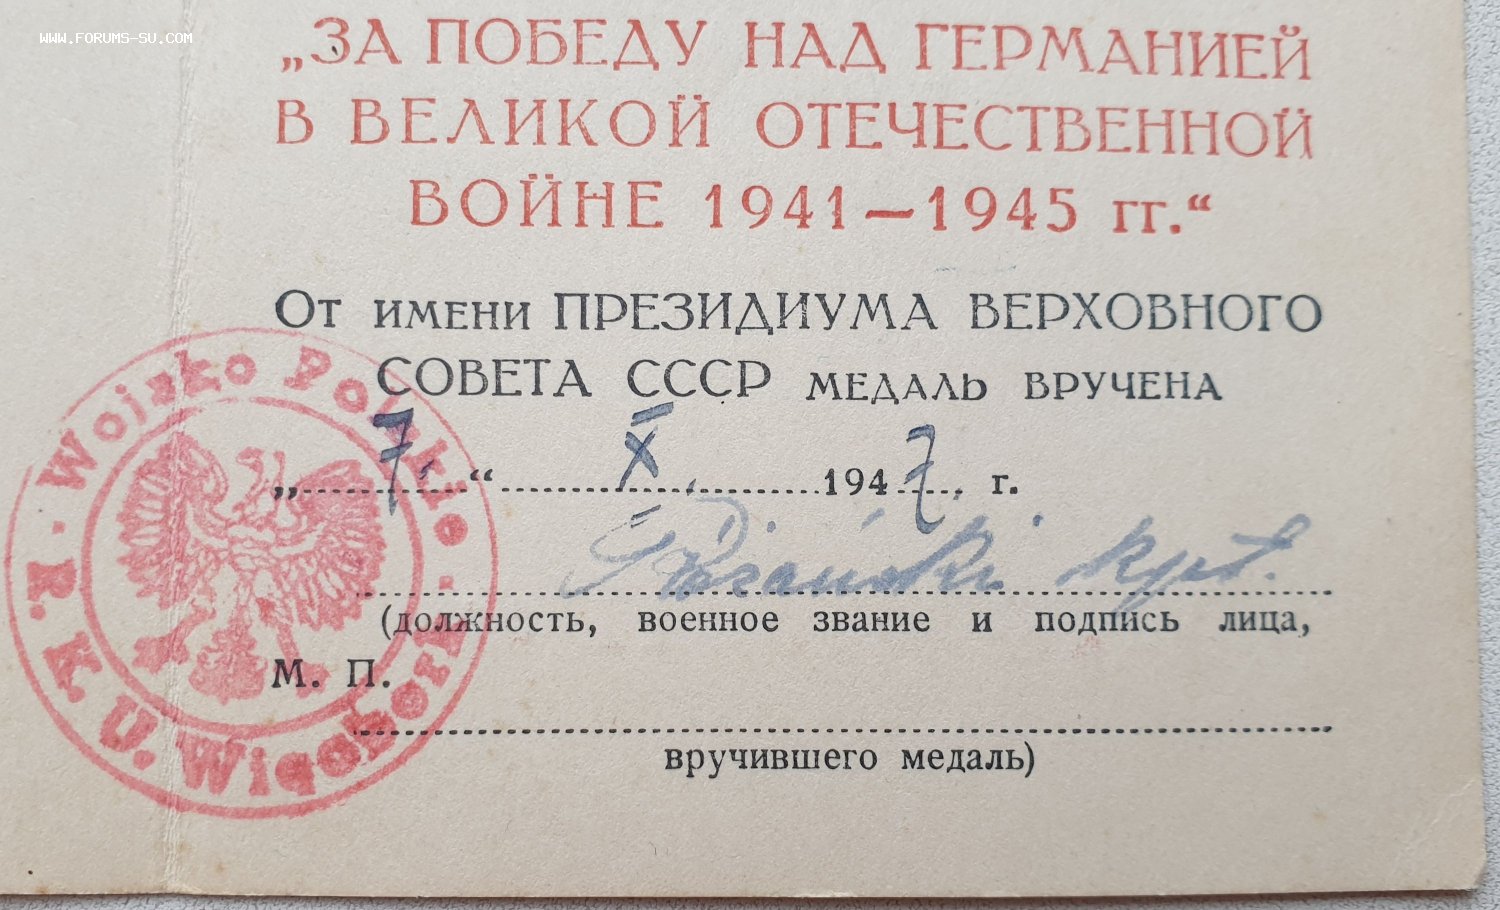 WWW.FORUMS-SU.COM
„ЗА ПОБЕДУ НАД ГЕРМАНИЕЙ
В ВЕЛИКОЙ ОТЕЧЕСТВЕННОЙ
ВОЙНЕ 1941—1945 гг.“
От имени ПРЕЗИДИУМА ВЕРХОВНОГО
СОВЕТА СССР МЕДАЛЬ ВРУЧЕНА
„7.“ X 1947 г.
kpt.
(должность, военное звание и подпись лица,
М. П.
вручившего медаль)
Wojsko Polskie
R. K. U. Więcbork